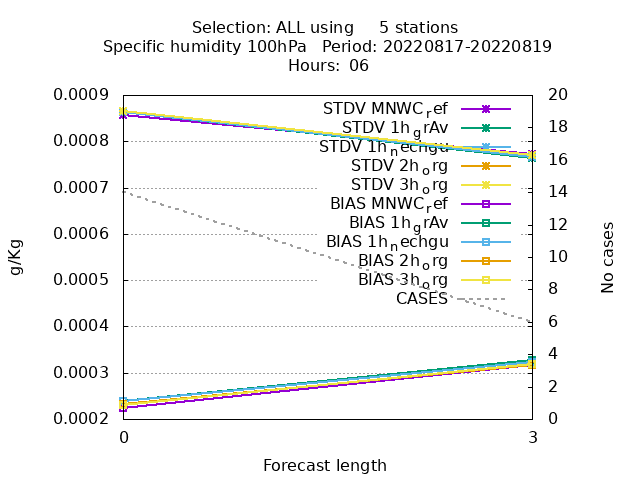 Selection: ALL using 5 stations
Specific humidity 100hPa Period: 20220817-20220819
Hours: 06
0.0009
0.0008
0.0007
0.0006
0.0005
0.0004
0.0003
0.0002
g/Kg
STDV MNWC_ref
STDV 1h_grAv
STDV 1h_nechgu
STDV 2h_org
STDV 3h_org
BIAS MNWC_ref
BIAS 1h_grAv
BIAS 1h_nechgu
BIAS 2h_org
BIAS 3h_org
CASES
20
18
16
14
12
10
8
6
4
2
0
No cases
0 3
Forecast length